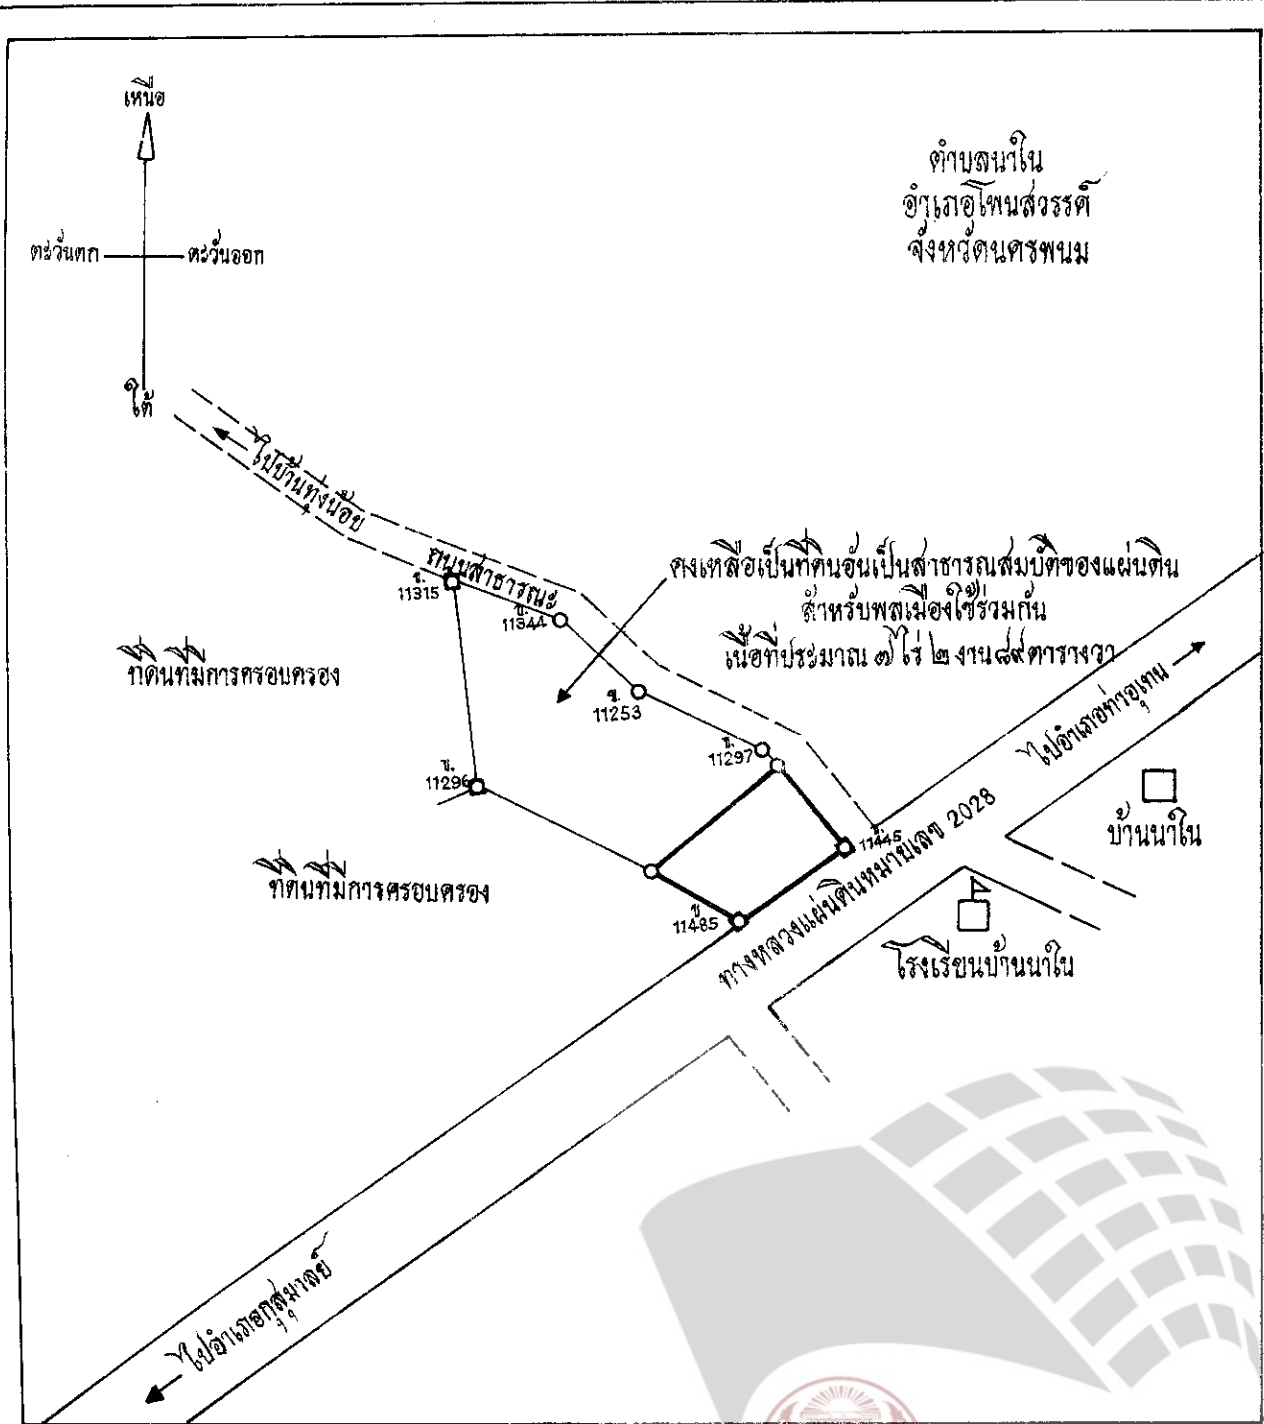 เหนือ
ตะวันตก
ตะวันออก
ใต้
ตำบลนาใน
อำเภอโพนสวรรค์
จังหวัดนครพนม
ไปบ้านทุ่งน้อย
ถนนสาธารณะ
คงเหลือเป็นที่ดินอันเป็นสาธารณสมบัติของแผ่นดิน
สำหรับพลเมืองใช้ร่วมกัน
เนื้อที่ประมาณ ๗ ไร่ ๒ งาน ๘๙ ตารางวา
ข.
11315
ข.
11344
ข.
11253
ข.
11297
ข.
11296
ข.
11445
ข
11485
ที่ดินที่มีการครอบครอง
ที่ดินที่มีการครอบครอง
ไปอำเภอท่าอุเทน
ทางหลวงแผ่นดินหมายเลข 2028
บ้านนาใน
โรงเรียนบ้านนาใน
ไปอำเภอกุสุมาลย์